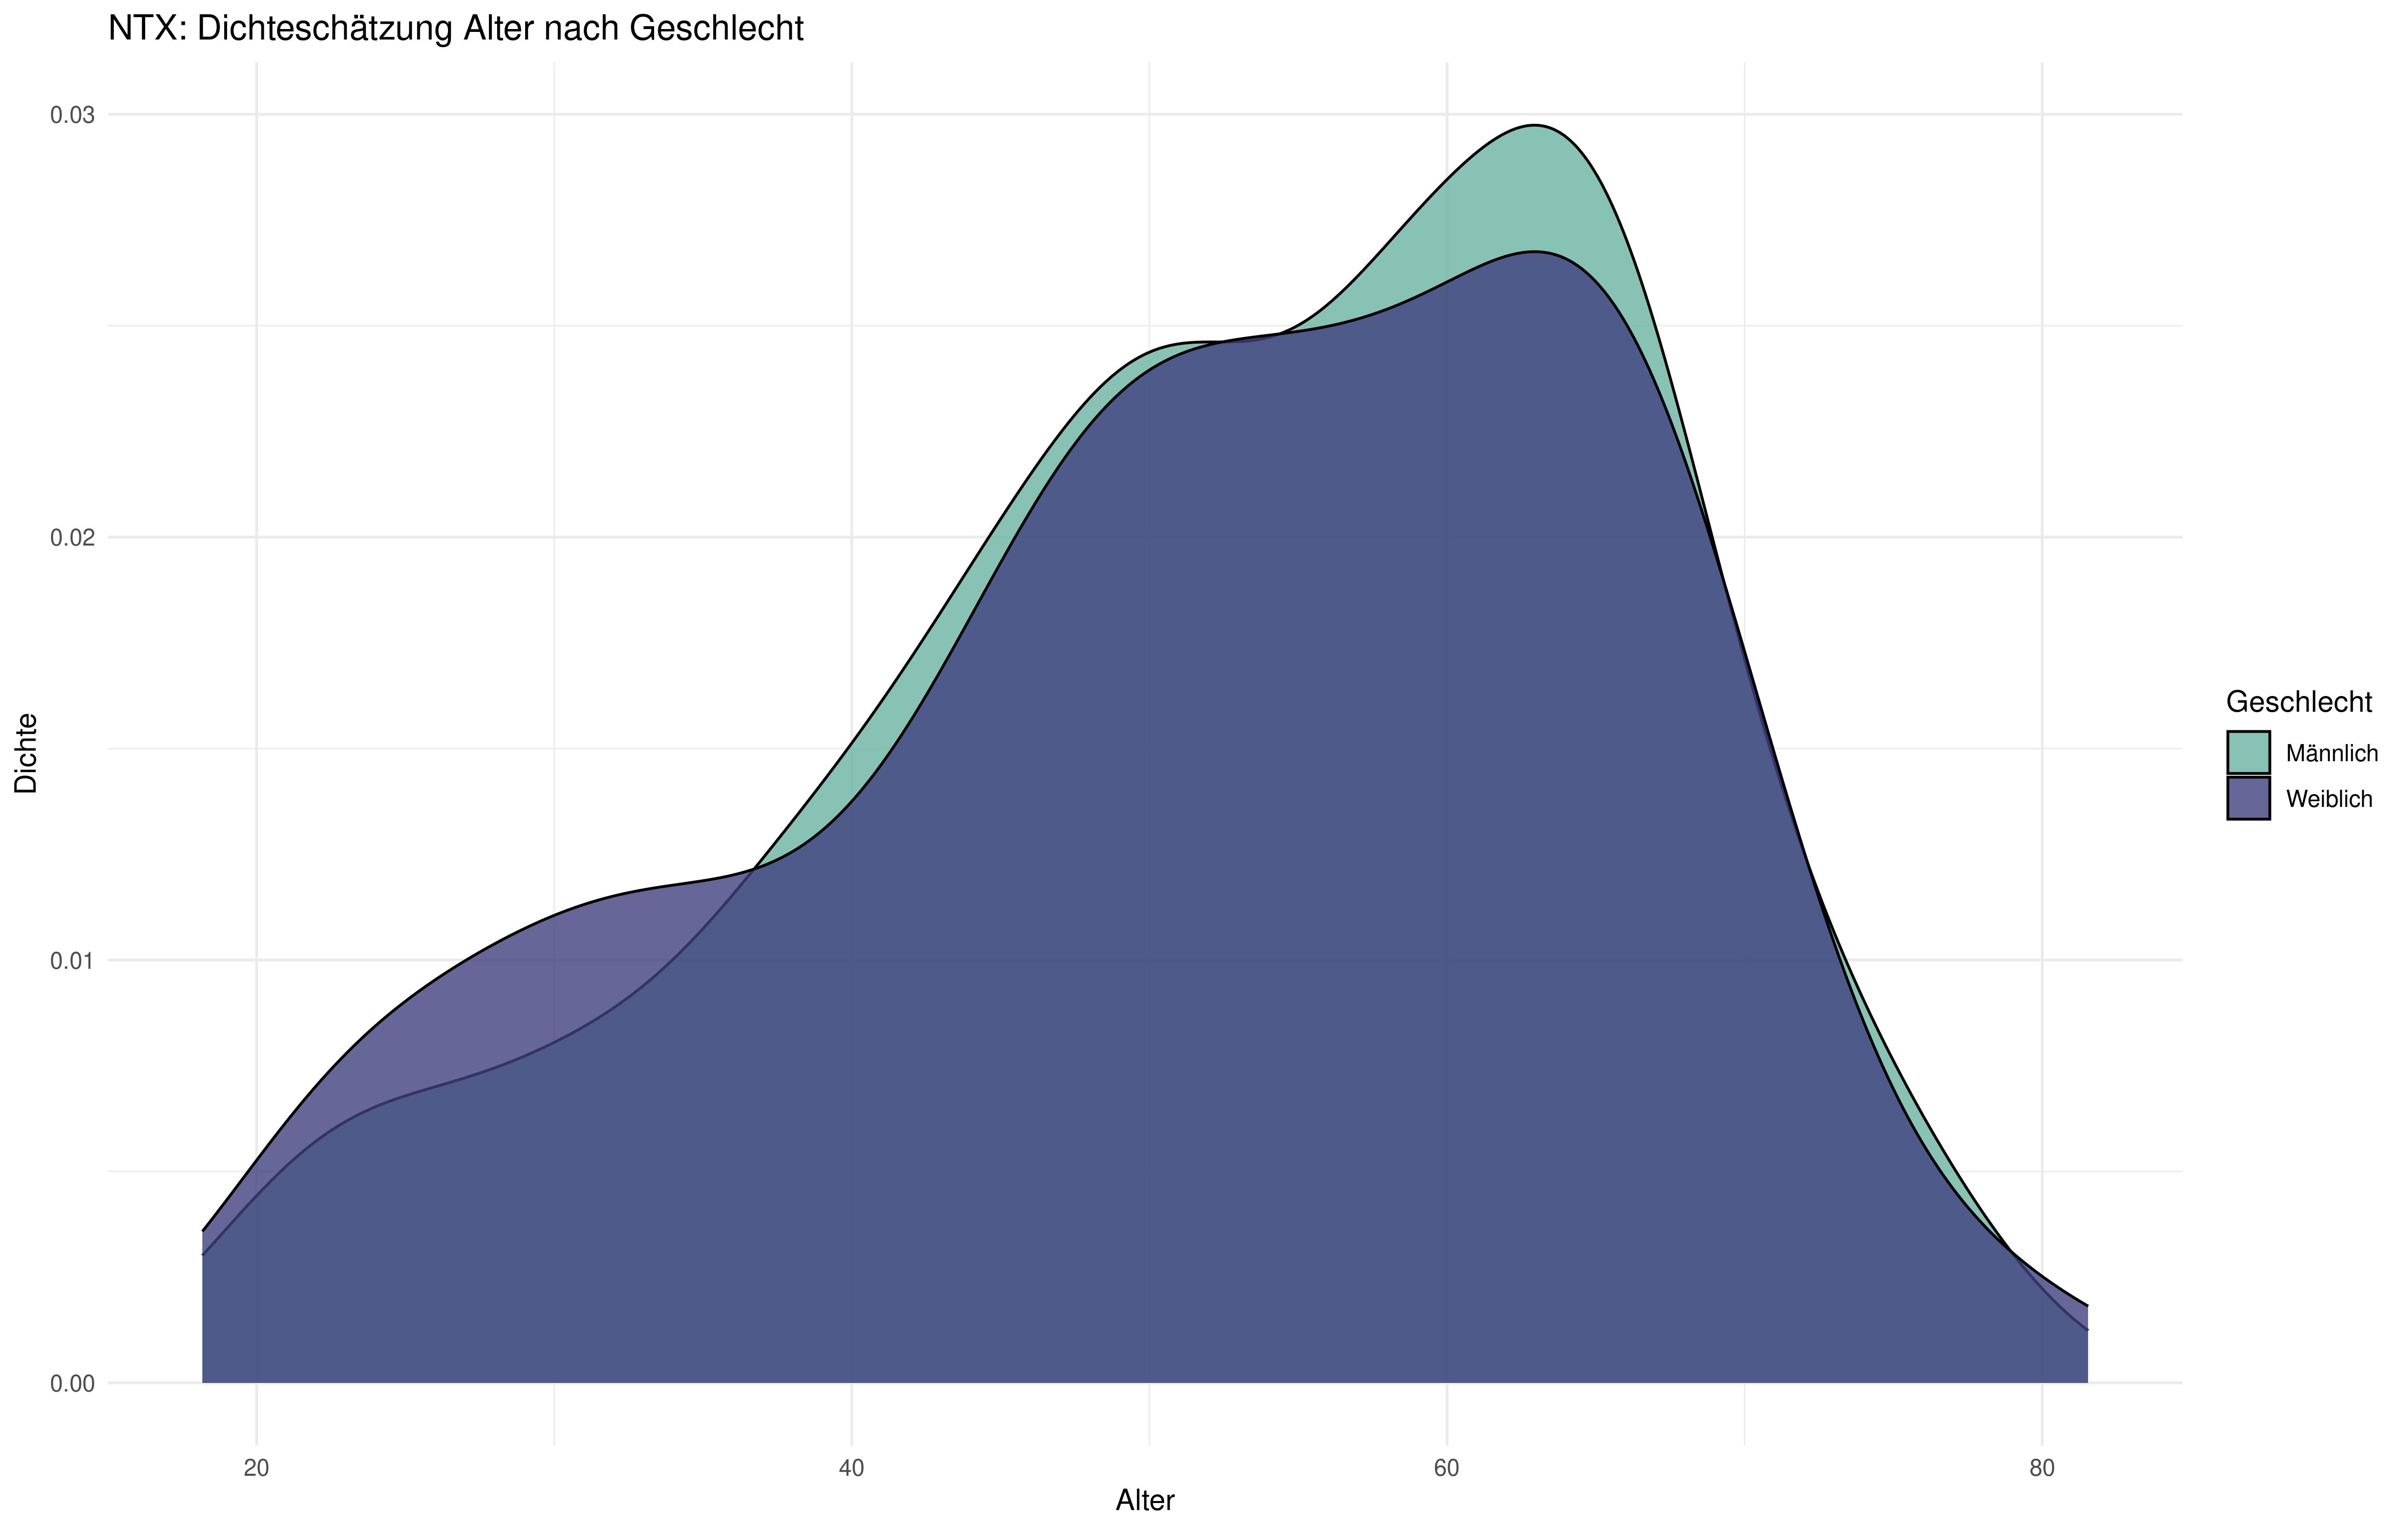 NTX: Dichteschätzung Alter nach Geschlecht
0.03
0.02
0.01
0.00
Dichte
20
40
60
80
Alter
Geschlecht
Männlich
Weiblich